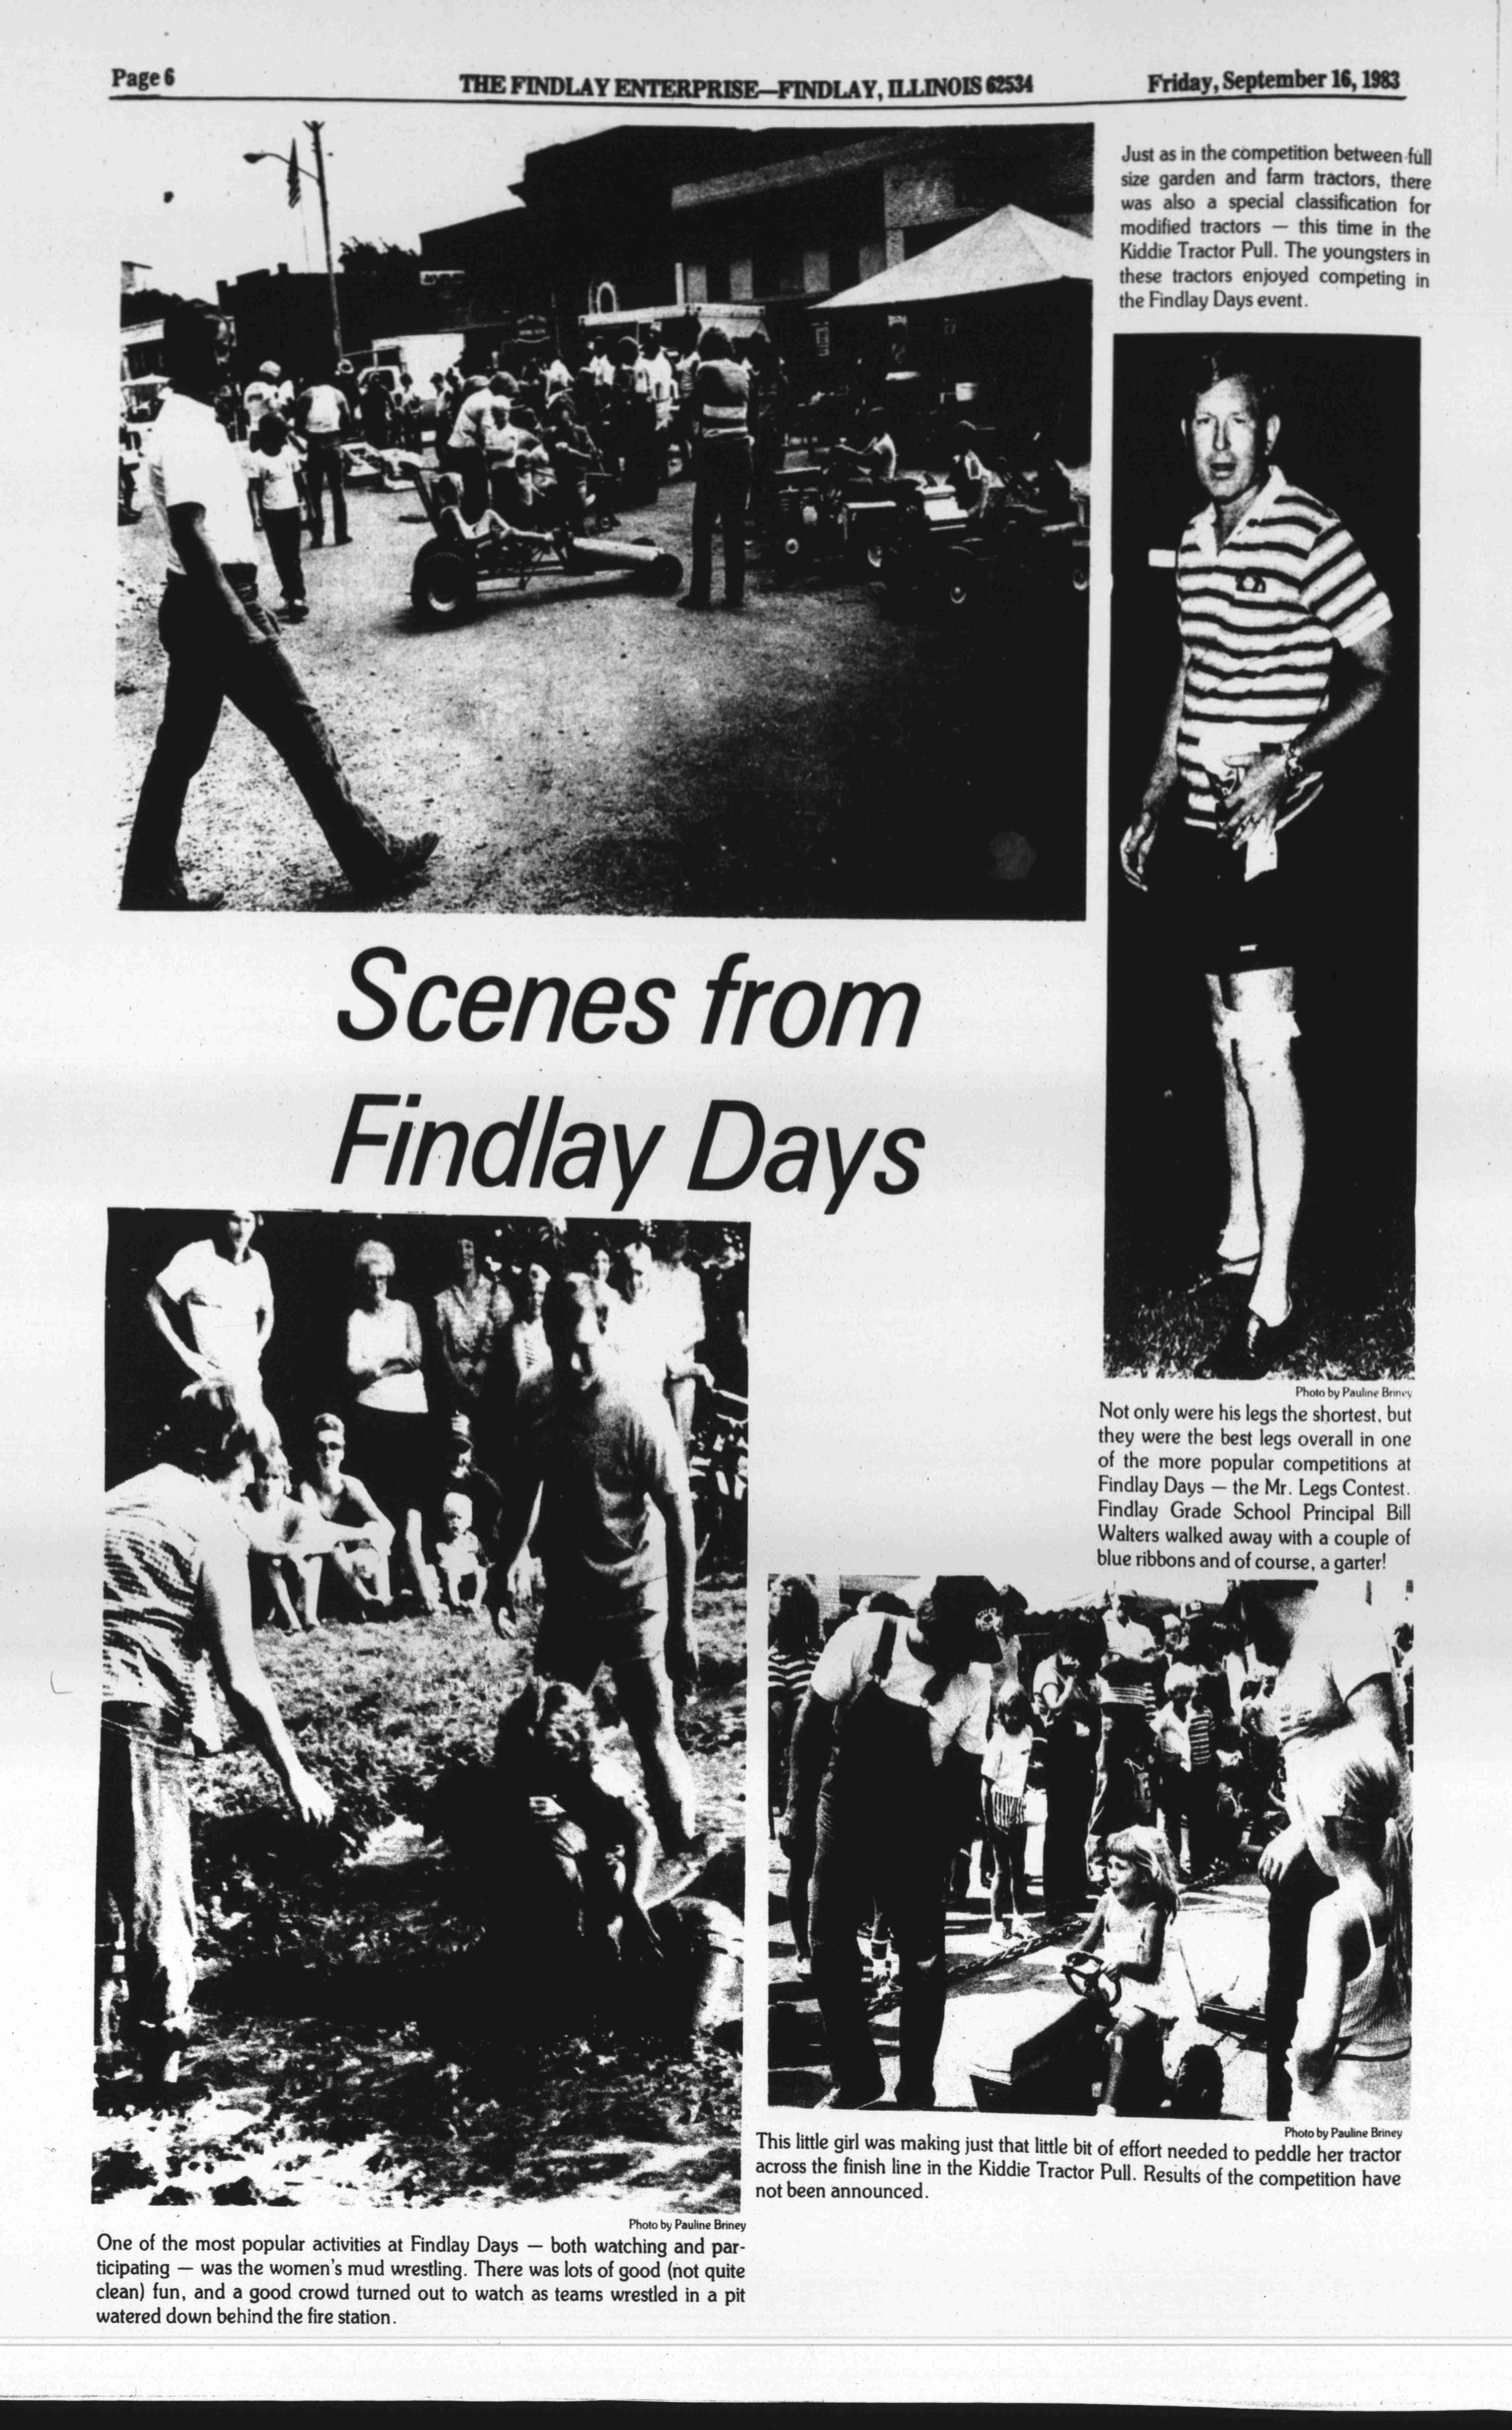 Page 6
THE FINDLAY ENTERPRISE—FINDLAY, ILLINOIS 62534
Friday, September 16, 1983
Just as in the competition between full
size garden and farm tractors, there
was also a special classification for
modified tractors — this time in the
Kiddie Tractor Pull. The youngsters in
these tractors enjoyed competing in
the Findlay Days event.
Scenes from
Findlay Days
Photo by Pauline Briney
Not only were his legs the shortest, but
they were the best legs overall in one
of the more popular competitions at
Findlay Days — the Mr. Legs Contest.
Findlay Grade School Principal Bill
Walters walked away with a couple of
blue ribbons and of course, a garter!
Photo by Pauline Briney
This little girl was making just that little bit of effort needed to peddle her tractor
across the finish line in the Kiddie Tractor Pull. Results of the competition have
not been announced.
Photo by Pauline Briney
One of the most popular activities at Findlay Days — both watching and par-
ticipating — was the women's mud wrestling. There was lots of good (not quite
clean) fun, and a good crowd turned out to watch as teams wrestled in a pit
watered down behind the fire station.